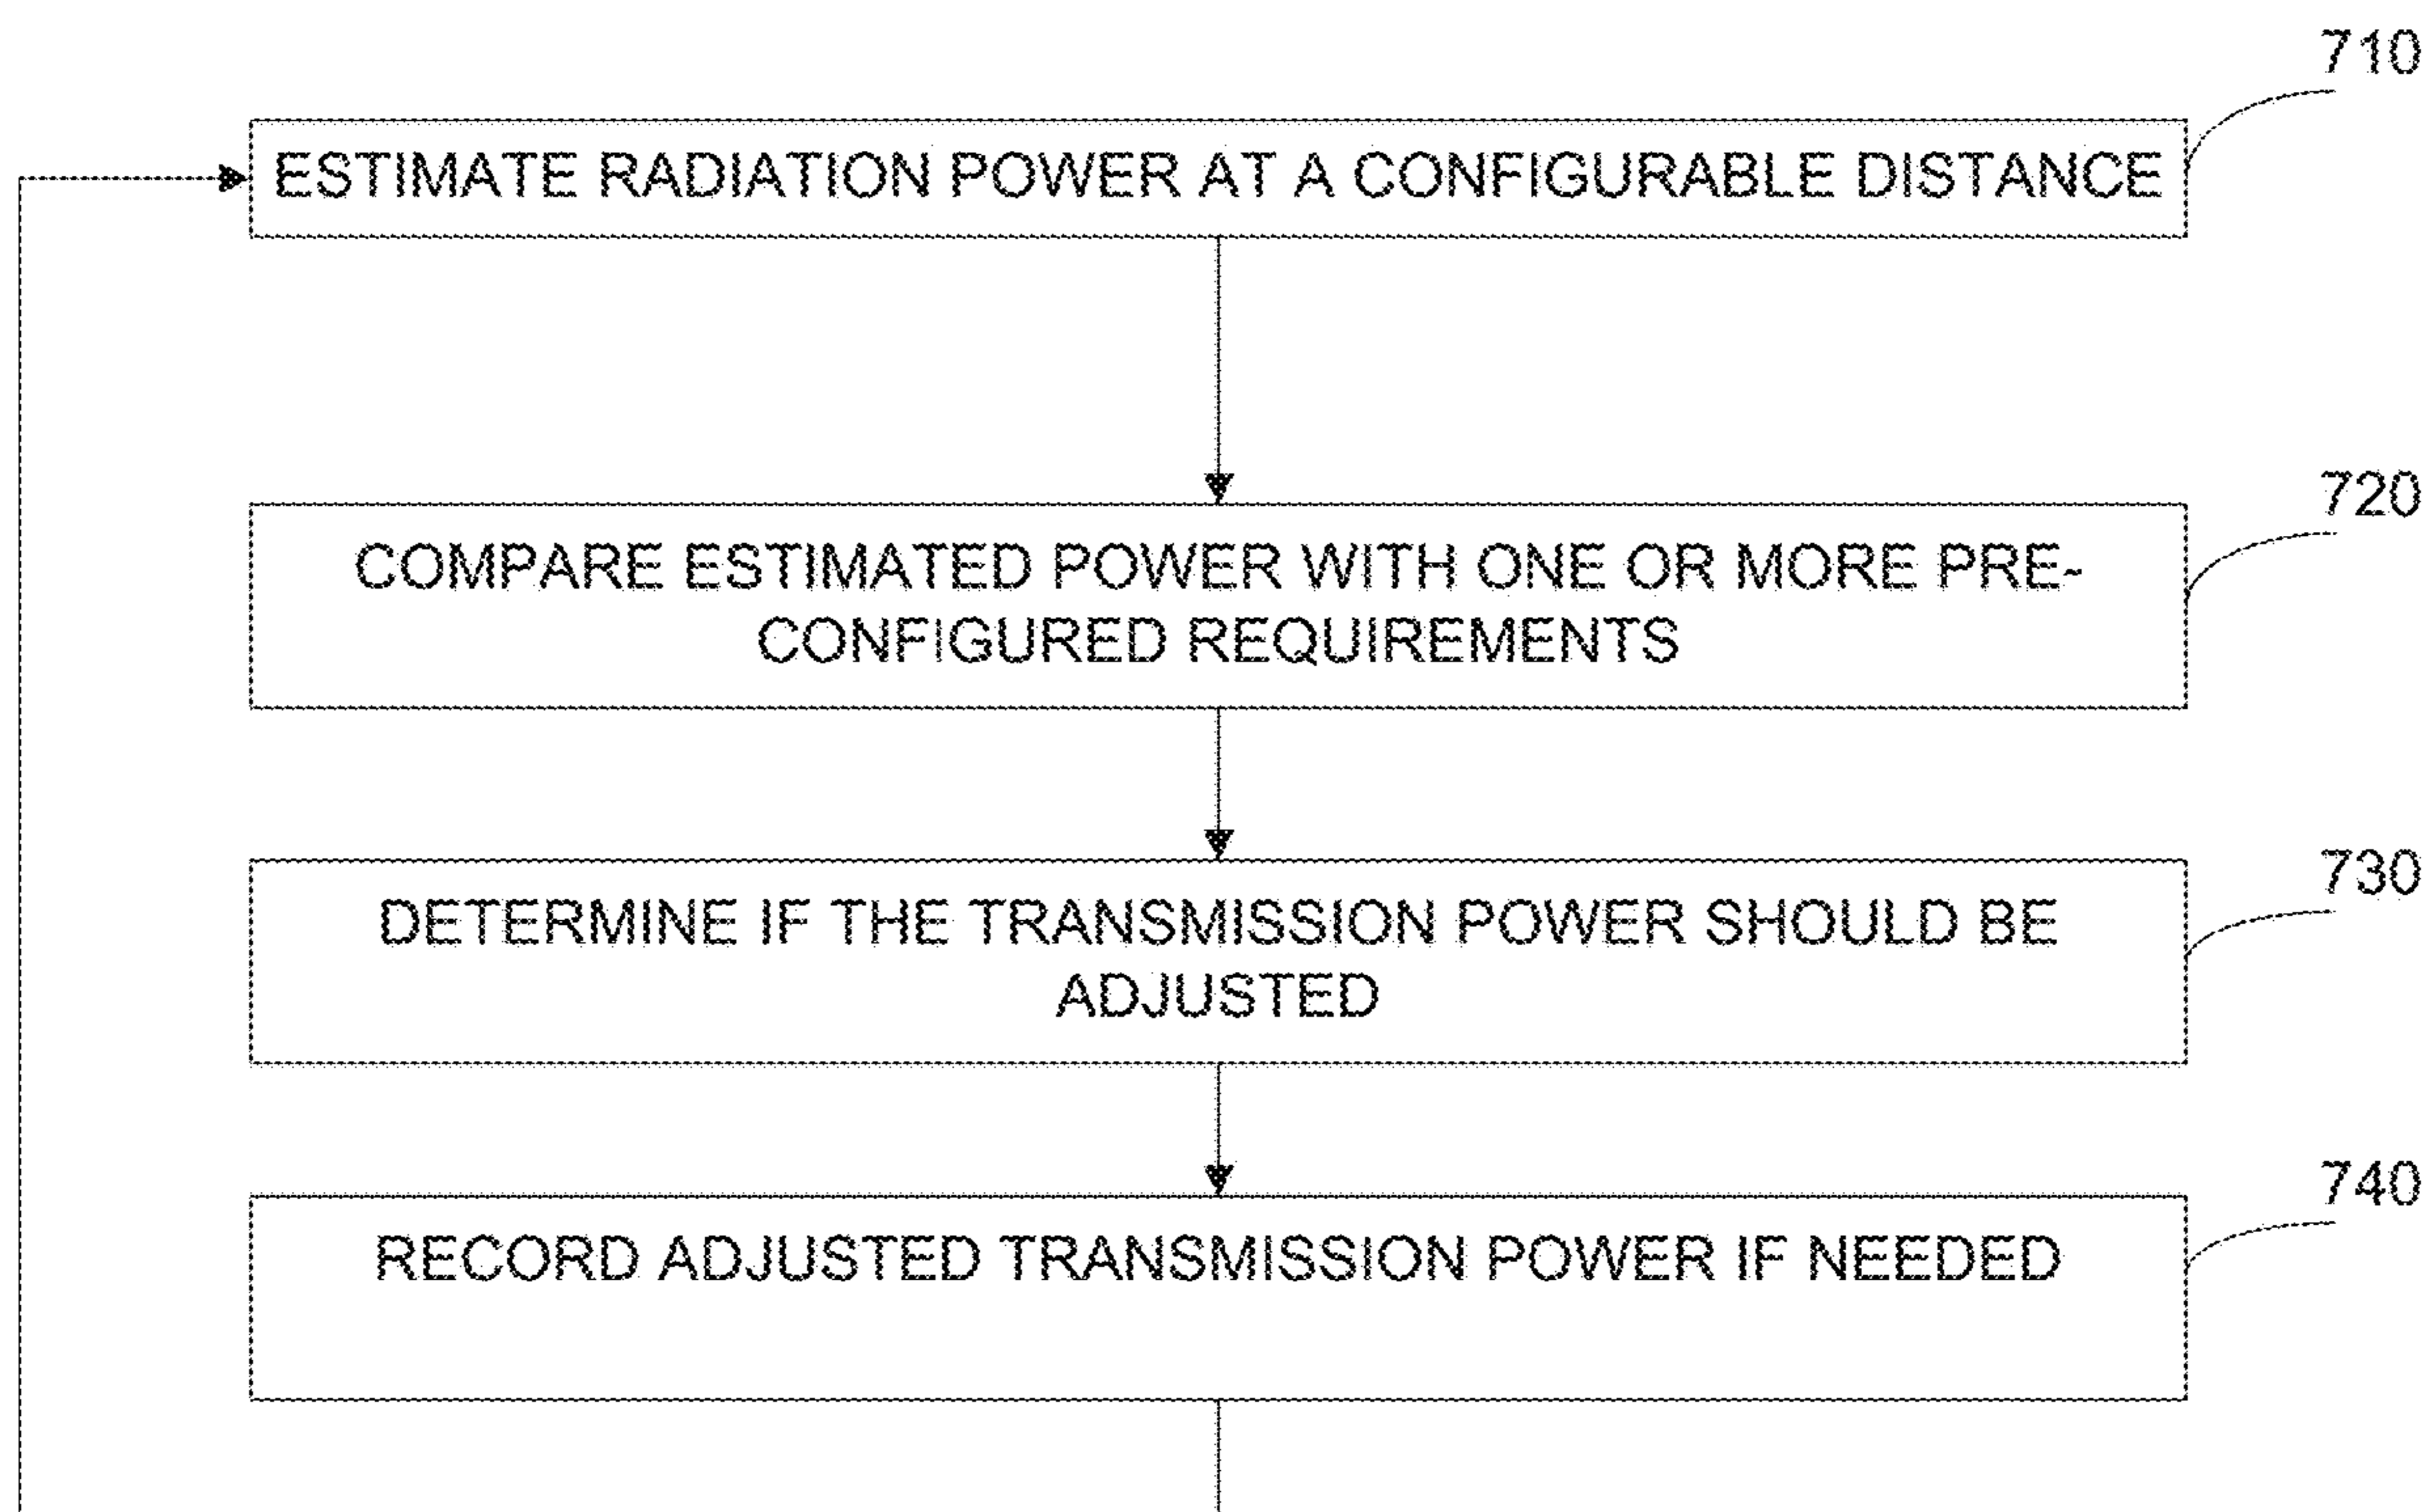 710
ESTIMATE RADIATION POWER AT A CONFIGURABLE DISTANCE
720
COMPARE ESTIMATED POWER WITH ONE OR MORE PRE-
CONFIGURED REQUIREMENTS
730
DETERMINE IF THE TRANSMISSION POWER SHOULD BE
ADJUSTED
740
RECORD ADJUSTED TRANSMISSION POWER IF NEEDED